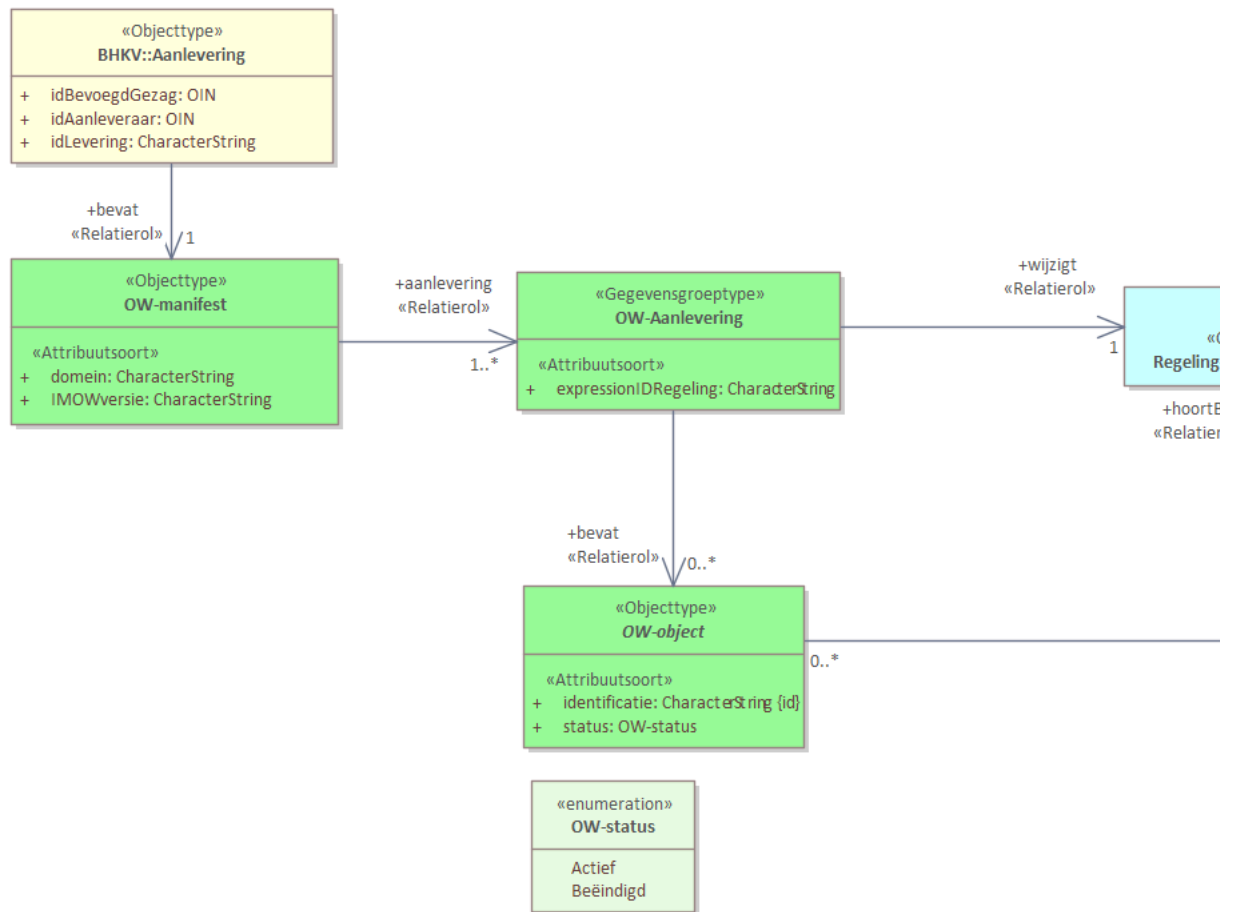 «Objecttype»
BHKV::Aanlevering
+ idBevoegdGezag: OIN
+ idAanleveraar: OIN
+ idLevering: CharacterString
+bevat
«Relatierol»
1
«Objecttype»
OW-manifest
«Attribuutsoort»
+ domein: CharacterString
+ IMOWversie: CharacterString
+aanlevering
«Relatierol»
1..*
«Gegevensgroeptype»
OW-Aanlevering
«Attribuutsoort»
+ expressionIDRegeling: CharacterString
+wijzigt
«Relatierol»
1
Regeling
+hoortB
«Relatier
+bevat
«Relatierol»
0..*
«Objecttype»
OW-object
«Attribuutsoort»
+ identificatie: CharacterString {id}
+ status: OW-status
0..*
«enumeration»
OW-status
Actief
Beëindigd